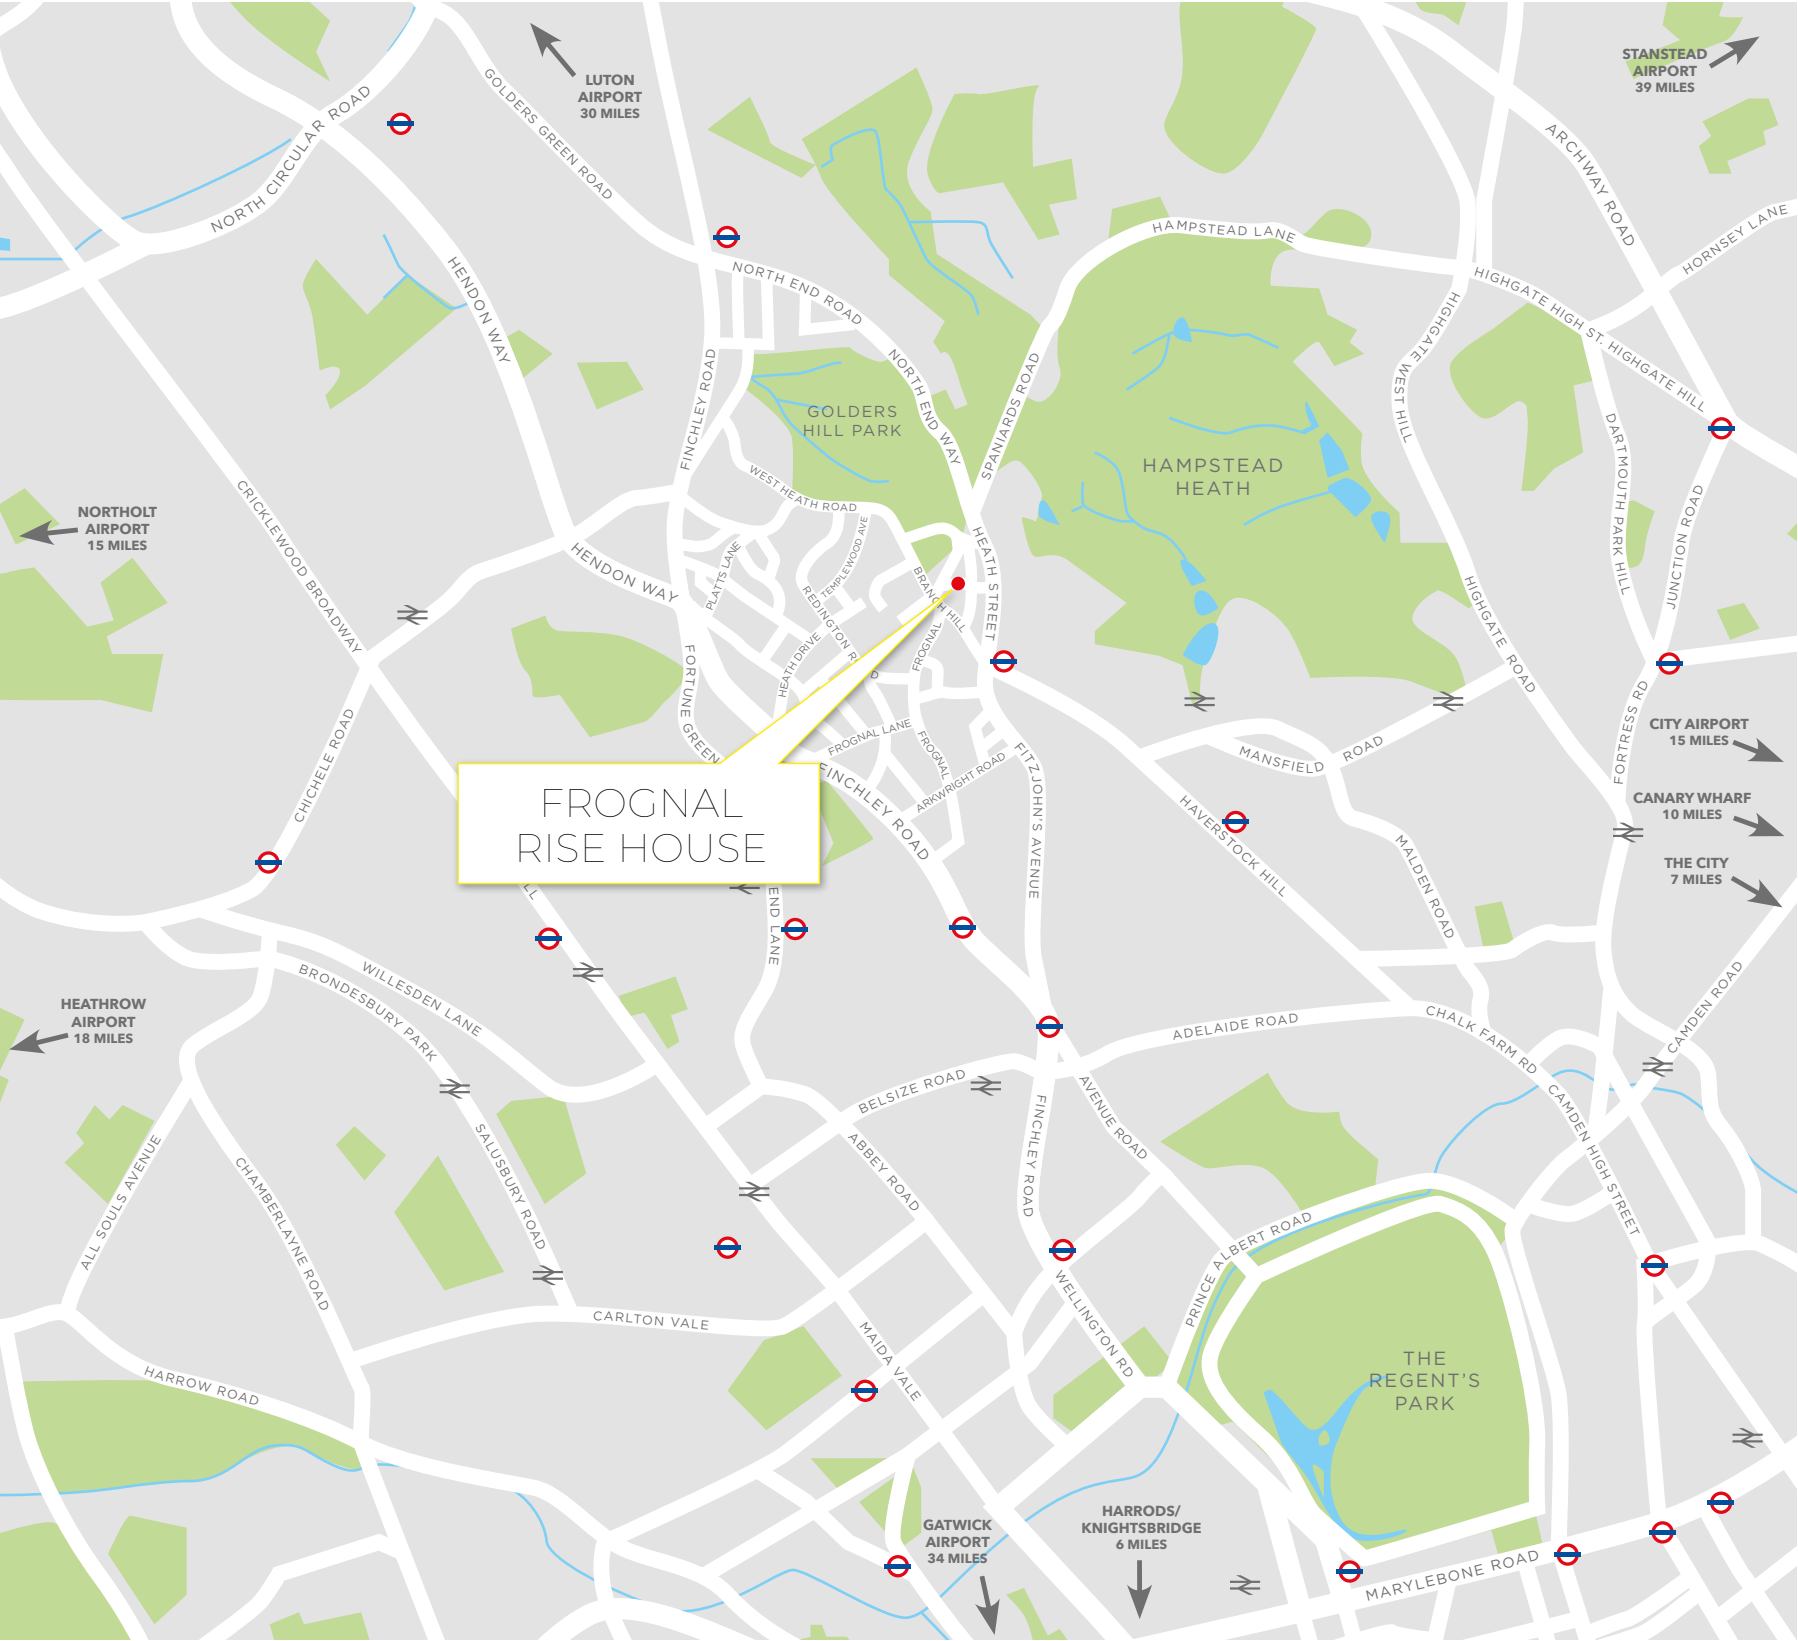 LUTON
AIRPORT
30 MILES
STANSTEAD
AIRPORT
39 MILES
GOLDERS GREEN ROAD
NORTH CIRCULAR ROAD
ARCHWAY ROAD
HORNSEY LANE
HAMPSTEAD LANE
HENDON WAY
NORTH END ROAD
HIGHGATE HIGH ST.
HIGHGATE HILL
HIGHGATE
WEST HILL
FINCHLEY ROAD
NORTH END WAY
SPANIARDS ROAD
GOLDERS
HILL PARK
HAMPSTEAD
HEATH
DARTMOUTH PARK HILL
JUNCTION ROAD
WEST HEATH ROAD
CRICKLEWOOD BROADWAY
NORTHOLT
AIRPORT
15 MILES
HENDON WAY
PLATTS LANE
TEMPLEWOOD AVE
REDINGTON R
D
BRANCH HILL
HEATH STREET
HEATH DRIVE
FROGNAL
HIGHGATE ROAD
FORTUNE GREEN
FROGNAL LANE
FROGNAL
ARKWRIGHT ROAD
FITZJOHN'S AVENUE
MANSFIELD ROAD
FORTRESS RD
CITY AIRPORT
15 MILES
CHICHELE ROAD
FINCHLEY ROAD
FROGNAL
RISE HOUSE
HAVERSTOCK HILL
MALDEN ROAD
CANARY WHARF
10 MILES
THE CITY
7 MILES
LL
END LANE
WILLESDEN LANE
BRONDESBURY PARK
HEATHROW
AIRPORT
18 MILES
CAMDEN ROAD
ADELAIDE ROAD
CHALK FARM RD
BELSIZE ROAD
AVENUE ROAD
CAMDEN HIGH STREET
FINCHLEY ROAD
ABBEY ROAD
SALUSBURY ROAD
ALL SOULS AVENUE
CHAMBERLAYNE ROAD
PRINCE ALBERT ROAD
CARLTON VALE
WELLINGTON RD
MAIDA VALE
HARROW ROAD
THE
REGENT'S
PARK
GATWICK
AIRPORT
34 MILES
HARRODS/
KNIGHTSBRIDGE
6 MILES
MARYLEBONE ROAD